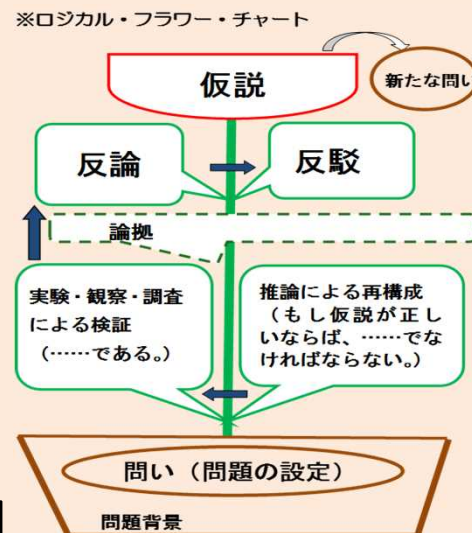 ※ロジカル・フラワー・チャート
仮説
新たな問い
反論
反駁
論拠
実験・観察・調査
による検証
（……である。）
推論による再構成
（もし仮説が正し
いならば、……でな
ければならない。）
問い（問題の設定）
問題背景